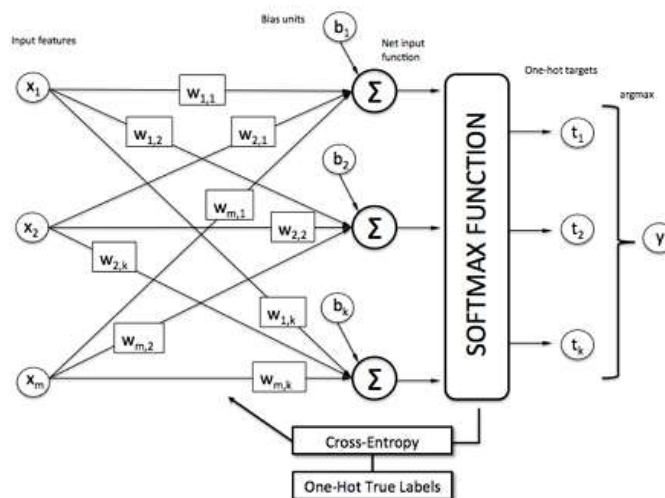 Bias units
b1
Input features
Net input
function
One-hot targets
argmax
x1
w1,1
Σ
w1,2
w2,1
t1
b2
wm,1
x2
w2,2
Σ
t2
y
w2,k
SOFTMAX FUNCTION
bk
w1,k
wm,2
t​k
xm
wm,k
Σ
Cross-Entropy
One-Hot True Labels